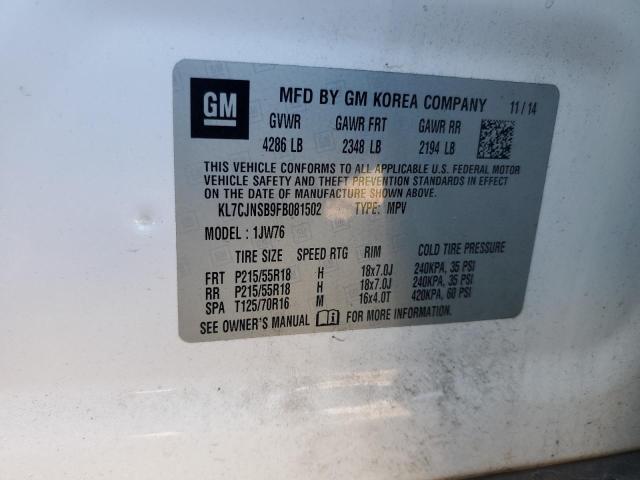 GM MFD BY GM KOREA COMPANY 11/14
GVWR GAWR FRT GAWR RR
4286 LB 2348 LB 2194 LB
THIS VEHICLE CONFORMS TO ALL APPLICABLE U.S. FEDERAL MOTOR
VEHICLE SAFETY AND THEFT PREVENTION STANDARDS IN EFFECT
ON THE DATE OF MANUFACTURE SHOWN ABOVE.
KL7CJNSB9FB081502 TYPE: MPV
MODEL : 1JW76
TIRE SIZE SPEED RTG RIM COLD TIRE PRESSURE
FRT P215/55R18 H 18x7.0J 240KPA, 35 PSI
RR P215/55R18 H 18x7.0J 240KPA, 35 PSI
SPA T125/70R16 M 16x4.0T 420KPA, 60 PSI
SEE OWNER'S MANUAL FOR MORE INFORMATION.